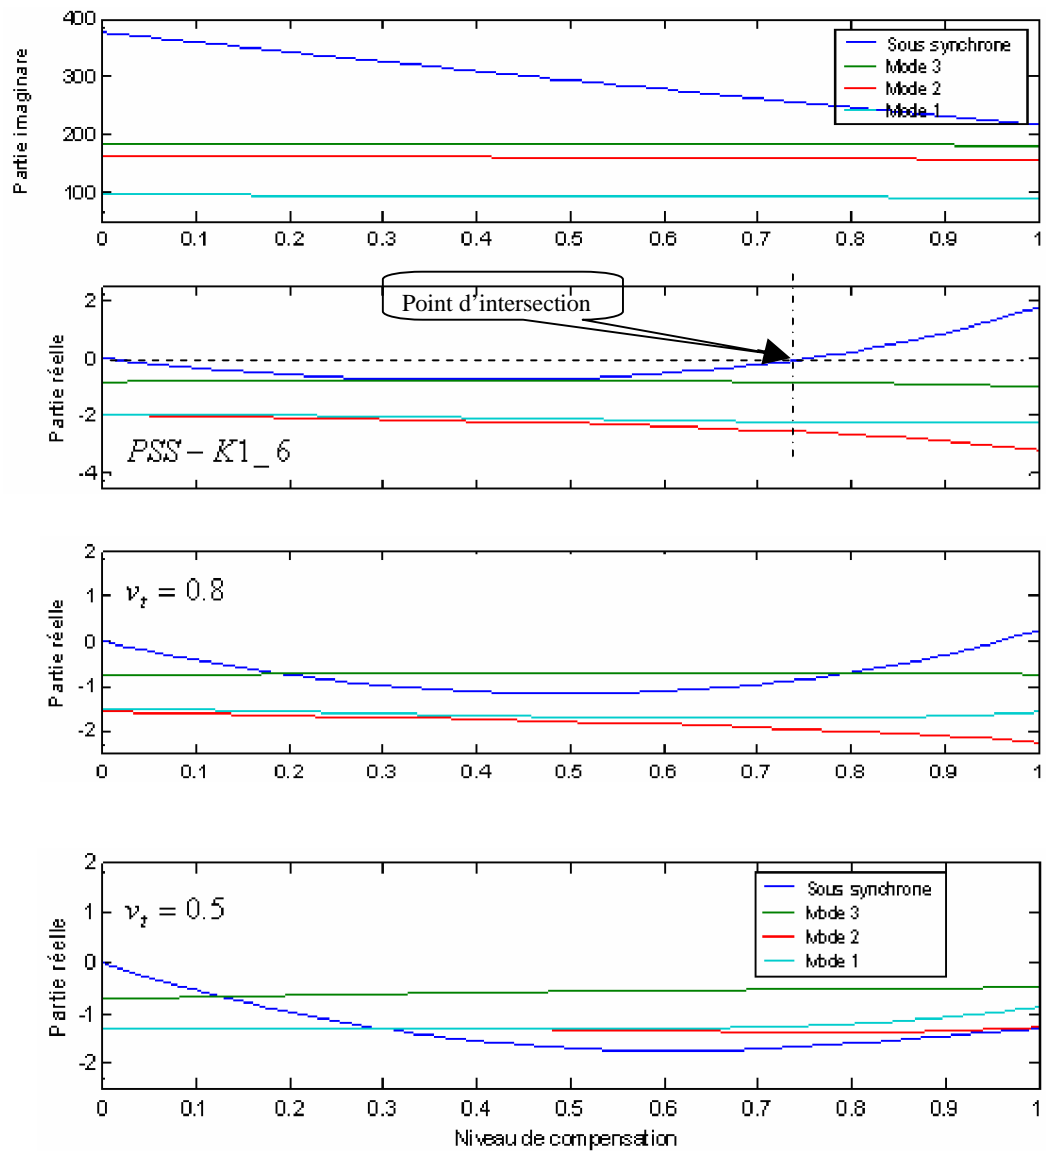 400
300
200
100
Partie imaginare
Sous synchrone
Mode 3
Mode 2
Mode 1
0 0.1 0.2 0.3 0.4 0.5 0.6 0.7 0.8 0.9 1
Point d'intersection
2
0
-2
-4
Partie réelle
PSS – K1_6
0 0.1 0.2 0.3 0.4 0.5 0.6 0.7 0.8 0.9 1
2
1
0
-1
-2
Partie réelle
v_t = 0.8
0 0.1 0.2 0.3 0.4 0.5 0.6 0.7 0.8 0.9 1
2
1
0
-1
-2
Partie réelle
v_t = 0.5
Sous synchrone
Mode 3
Mode 2
Mode 1
0 0.1 0.2 0.3 0.4 0.5 0.6 0.7 0.8 0.9 1
Niveau de compensation